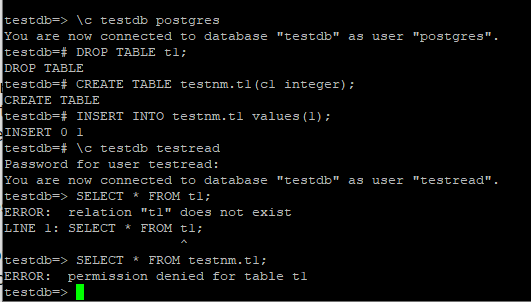 testdb=> \c testdb postgres
You are now connected to database "testdb" as user "postgres".
testdb=# DROP TABLE t1;
DROP TABLE
testdb=# CREATE TABLE testnm.t1(c1 integer);
CREATE TABLE
testdb=# INSERT INTO testnm.t1 values(1);
INSERT 0 1
testdb=# \c testdb testread
Password for user testread:
You are now connected to database "testdb" as user "testread".
testdb=> SELECT * FROM t1;
ERROR:  relation "t1" does not exist
LINE 1: SELECT * FROM t1;
                      ^
testdb=> SELECT * FROM testnm.t1;
ERROR:  permission denied for table t1
testdb=>